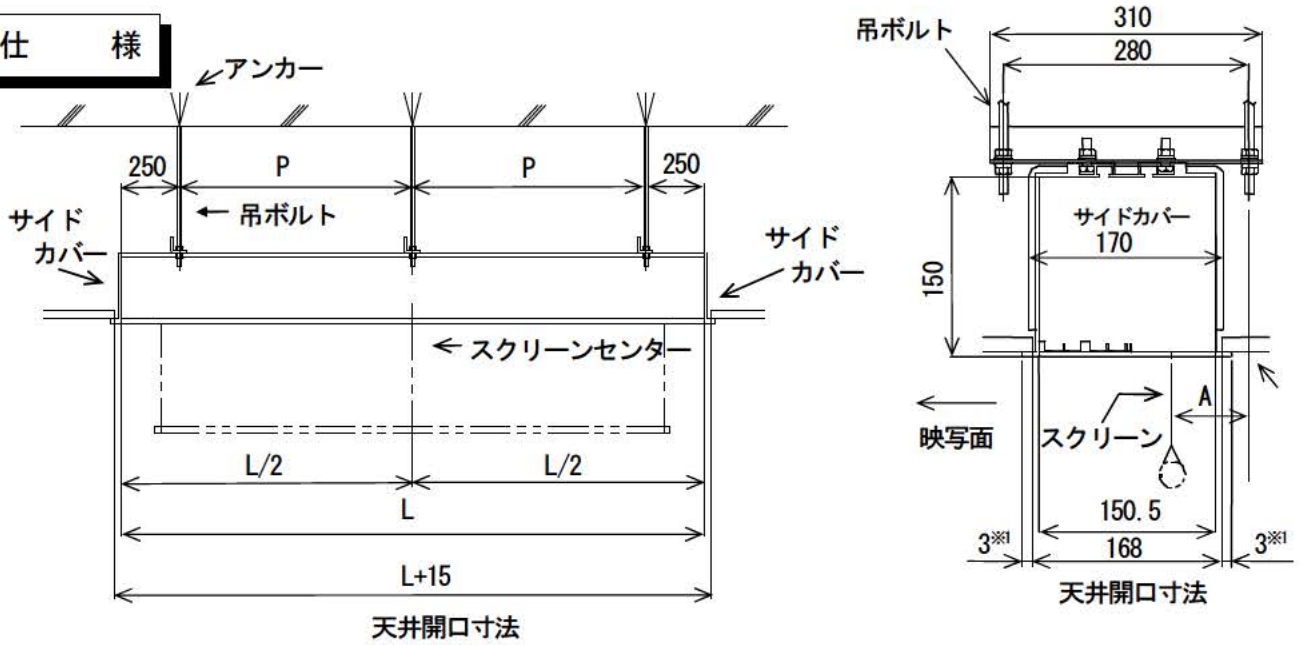 仕 様
アンカー
250
P
P
250
吊ボルト
サイド
カバー
サイド
カバー
スクリーンセンター
L/2
L/2
L
L+15
天井開口寸法
310
吊ボルト
280
サイドカバー
170
150
A
映写面
スクリーン
150.5
3※1
168
3※1
天井開口寸法